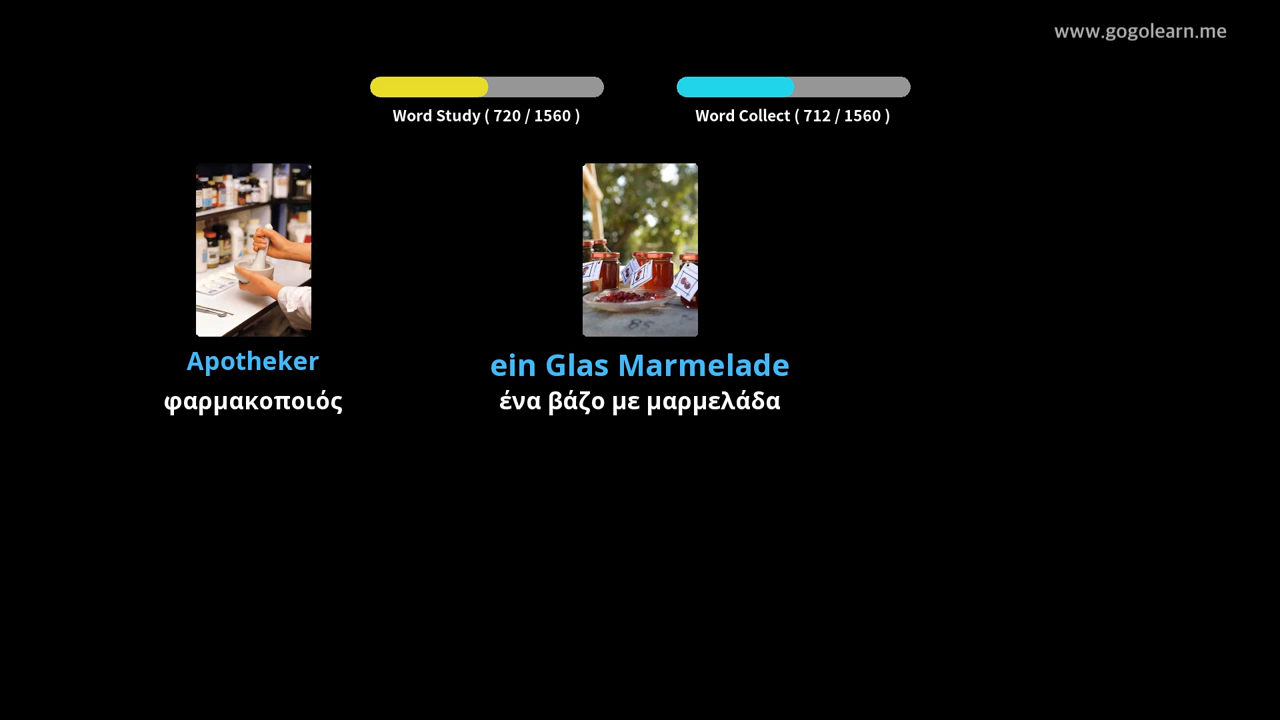 www.gogolearn.me
Word Study ( 720 / 1560 )
Word Collect ( 712 / 1560 )
Apotheker
φαρμακοποιός
ein Glas Marmelade
ένα βάζο με μαρμελάδα